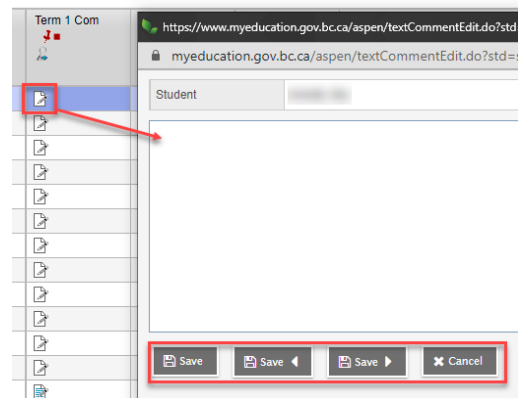 Term 1 Com
https://www.myeducation.gov.bc.ca/aspen/textCommentEdit.do?std
myeducation.gov.bc.ca/aspen/textCommentEdit.do?std=s
Student
Save
Save
Save
Cancel